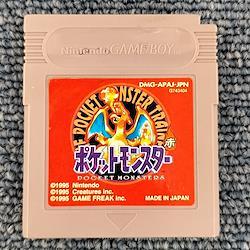 Nintendo GAME BOY
DMG-APAJ-JPN
POCKET MONSTER TRAINER
ポケットモンスター 赤
POCKET MONSTERS
©1995 Nintendo
©1995 Creatures inc.
©1995 GAME FREAK inc.
MADE IN JAPAN